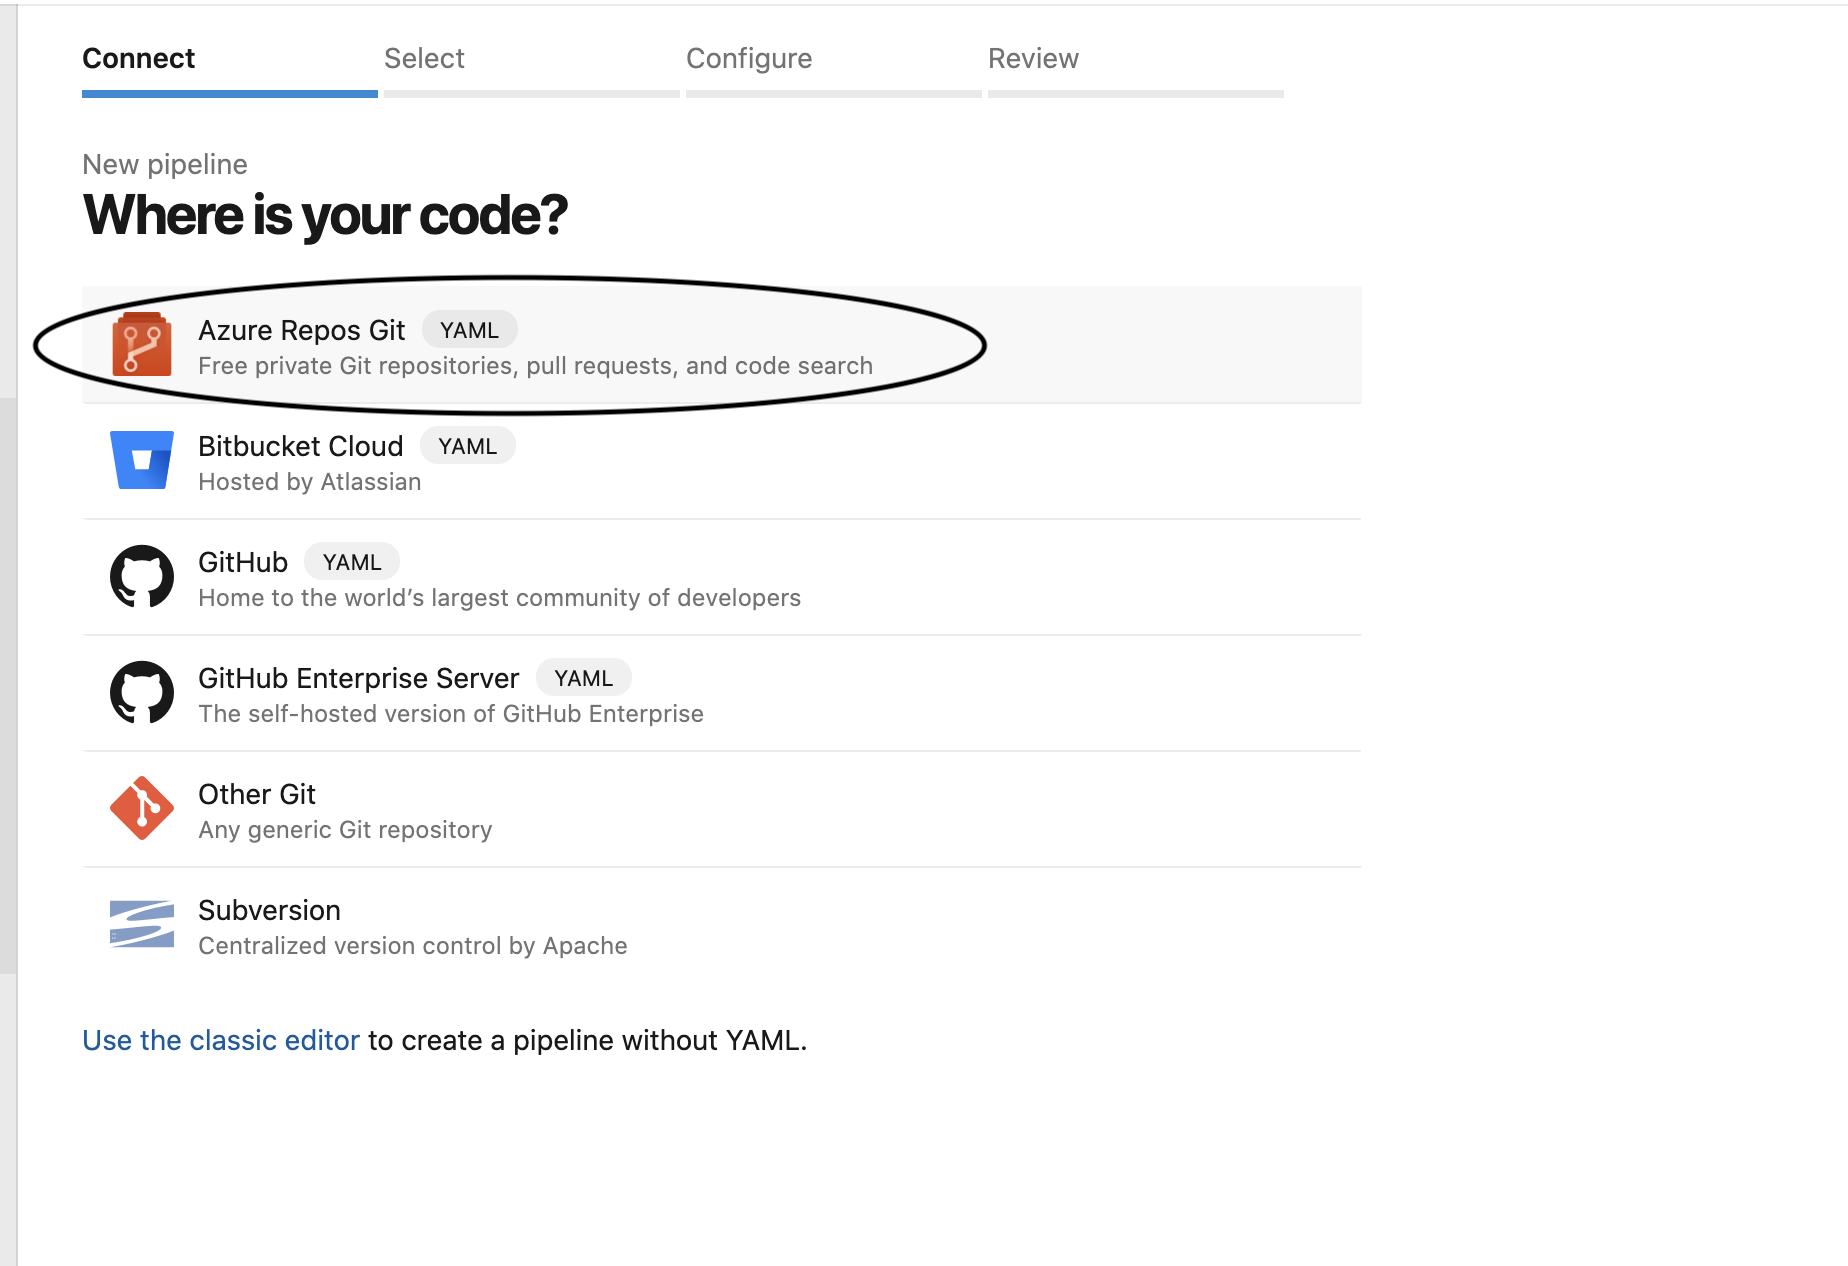 Connect Select Configure Review
New pipeline
Where is your code?
Azure Repos Git YAML
Free private Git repositories, pull requests, and code search
Bitbucket Cloud YAML
Hosted by Atlassian
GitHub YAML
Home to the world’s largest community of developers
GitHub Enterprise Server YAML
The self-hosted version of GitHub Enterprise
Other Git
Any generic Git repository
Subversion
Centralized version control by Apache
Use the classic editor to create a pipeline without YAML.